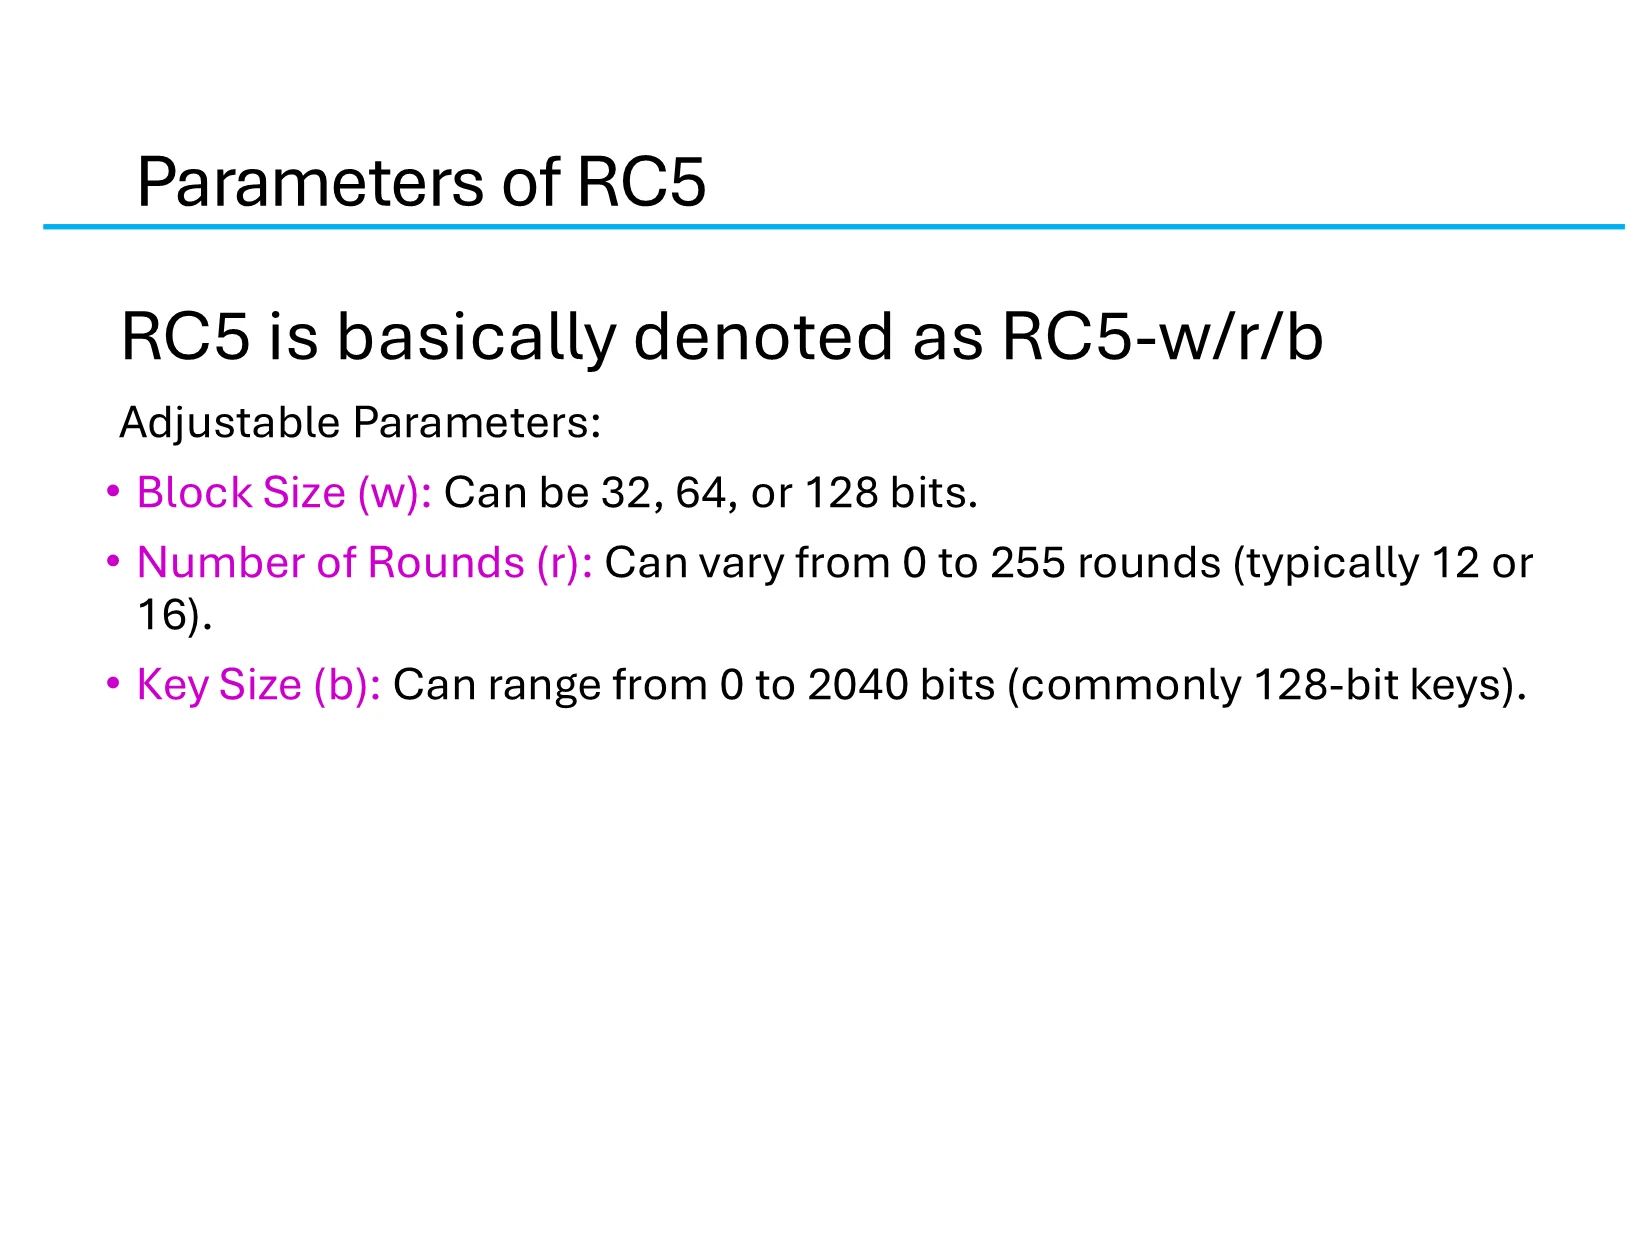 Parameters of RC5
RC5 is basically denoted as RC5-w/r/b
Adjustable Parameters:
• Block Size (w): Can be 32, 64, or 128 bits.
• Number of Rounds (r): Can vary from 0 to 255 rounds (typically 12 or
16).
• Key Size (b): Can range from 0 to 2040 bits (commonly 128-bit keys).